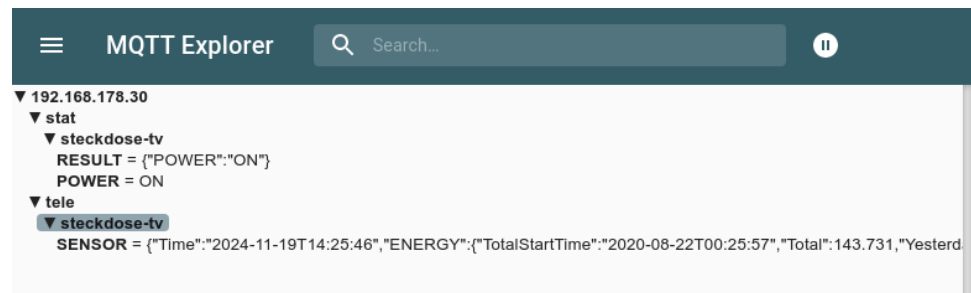 MQTT Explorer
Search...
192.168.178.30
stat
steckdose-tv
RESULT = {"POWER":"ON"}
POWER = ON
tele
steckdose-tv
SENSOR = {"Time":"2024-11-19T14:25:46","ENERGY":{"TotalStartTime":"2020-08-22T00:25:57","Total":143.731,"Yesterd